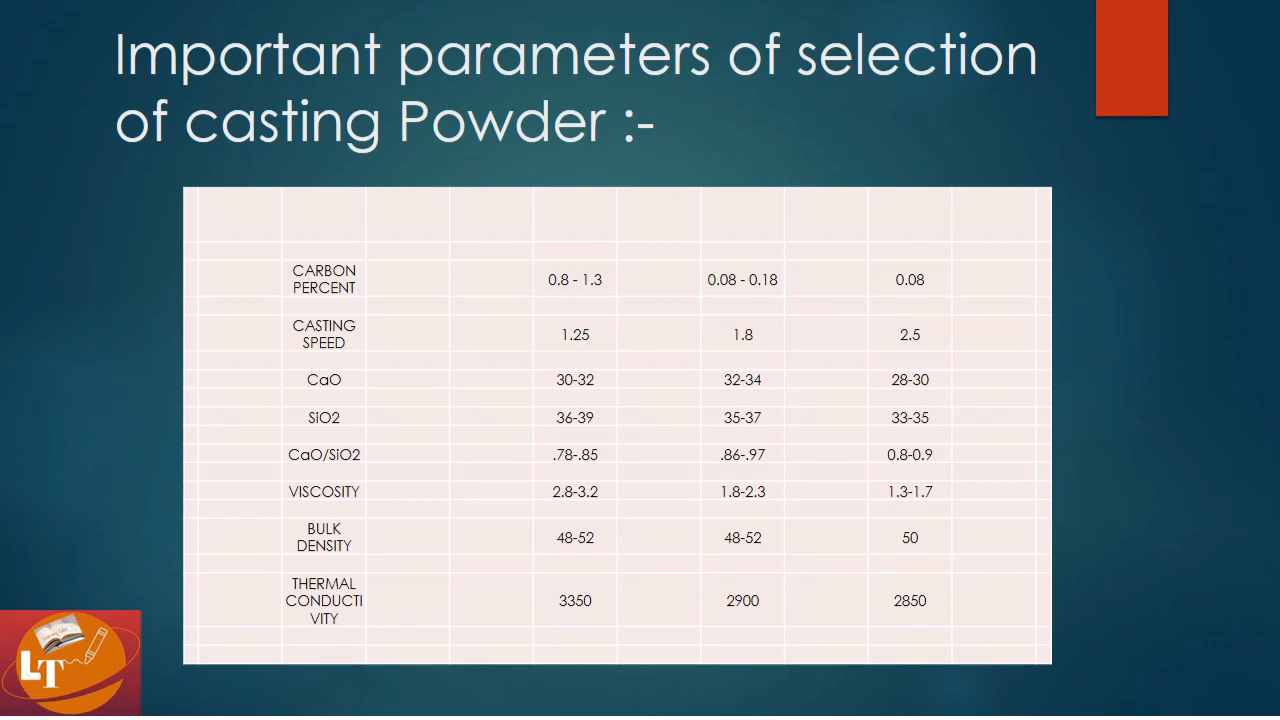 Important parameters of selection
of casting Powder :-
CARBON
PERCENT
0.8 - 1.3
0.08 - 0.18
0.08
CASTING
SPEED
1.25
1.8
2.5
CaO
30-32
32-34
28-30
SiO2
36-39
35-37
33-35
CaO/SiO2
.78-.85
.86-.97
0.8-0.9
VISCOSITY
2.8-3.2
1.8-2.3
1.3-1.7
BULK
DENSITY
48-52
48-52
50
THERMAL
CONDUCTI
VITY
3350
2900
2850
LT